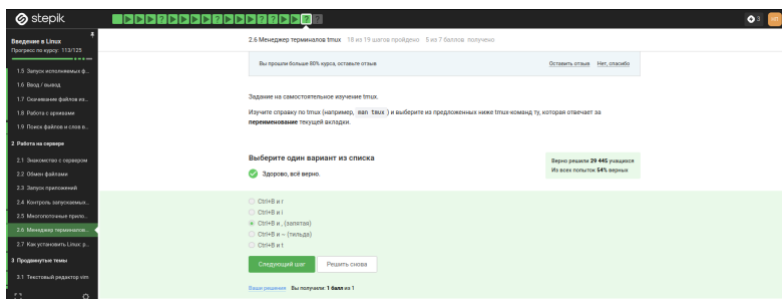 stepik
3
Введение в Linux
Прогресс по курсу: 113/125
2.6 Менеджер терминалов tmux 18 из 19 шагов пройдено 5 из 7 баллов получено
Вы прошли больше 80% курса, оставьте отзыв
Оставить отзыв Нет, спасибо
1.5 Запуск исполняемых ф...
1.6 Ввод / вывод
1.7 Скачивание файлов из...
1.8 Работа с архивами
1.9 Поиск файлов и слов в...
2 Работа на сервере
2.1 Знакомство с сервером
2.2 Обмен файлами
2.3 Запуск приложений
2.4 Контроль запускаемых...
2.5 Многопоточные прило...
2.6 Менеджер терминалов...
2.7 Как установить Linux: р...
3 Продвинутые темы
3.1 Текстовый редактор vim
Задание на самостоятельное изучение tmux.
Изучите справку по tmux (например, man tmux ) и выберите из предложенных ниже tmux команд ту, которая отвечает за
переименование текущей вкладки.
Выберите один вариант из списка
Здорово, всё верно.
Верно решили 29 445 учащихся
Из всех попыток 54% верных
Ctrl+B и r
Ctrl+B и i
Ctrl+B и , (запятая)
Ctrl+B и ~ (тильда)
Ctrl+B и t
Следующий шаг
Решить снова
Ваши решения Вы получили: 1 балл из 1